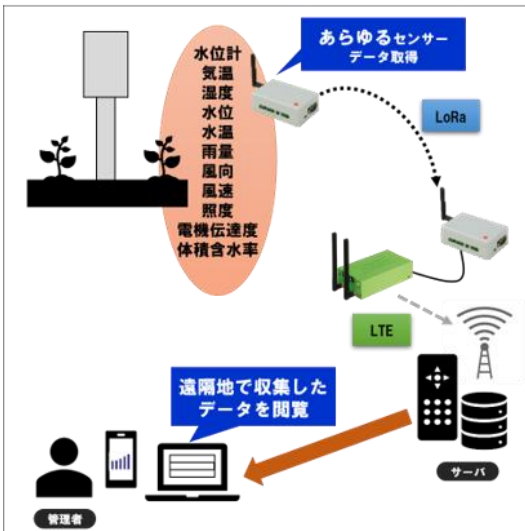 あらゆるセンサー
データ取得
水位計
気温
湿度
水位
水温
雨量
風向
風速
照度
電機伝達度
体積含水率
LoRa
LTE
遠隔地で収集した
データを閲覧
サーバ
管理者